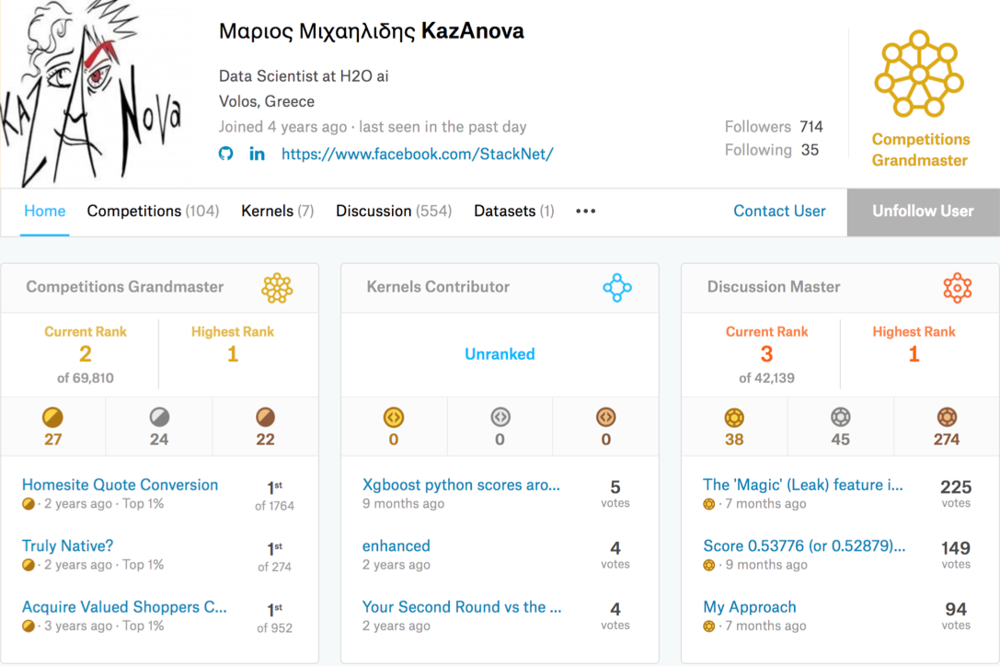 KAZANOVA
Μαριος Μιχαηλιδης KazAnova
Data Scientist at H2O ai
Volos, Greece
Joined 4 years ago · last seen in the past day
https://www.facebook.com/StackNet/
in
Followers 714
Following 35
Competitions
Grandmaster
Home
Competitions (104)
Kernels (7)
Discussion (554)
Datasets (1)
•••
Contact User
Unfollow User
Competitions Grandmaster
Current Rank
2
of 69,810
Highest Rank
1
27
24
22
Homesite Quote Conversion
· 2 years ago · Top 1%
1st
of 1764
Truly Native?
· 2 years ago · Top 1%
1st
of 274
Acquire Valued Shoppers C...
· 3 years ago · Top 1%
1st
of 952
Kernels Contributor
Unranked
0
0
0
Xgboost python scores aro...
9 months ago
5
votes
enhanced
2 years ago
4
votes
Your Second Round vs the ...
2 years ago
4
votes
Discussion Master
Current Rank
3
of 42,139
Highest Rank
1
38
45
274
The 'Magic' (Leak) feature i...
· 7 months ago
225
votes
Score 0.53776 (or 0.52879)...
· 9 months ago
149
votes
My Approach
· 7 months ago
94
votes